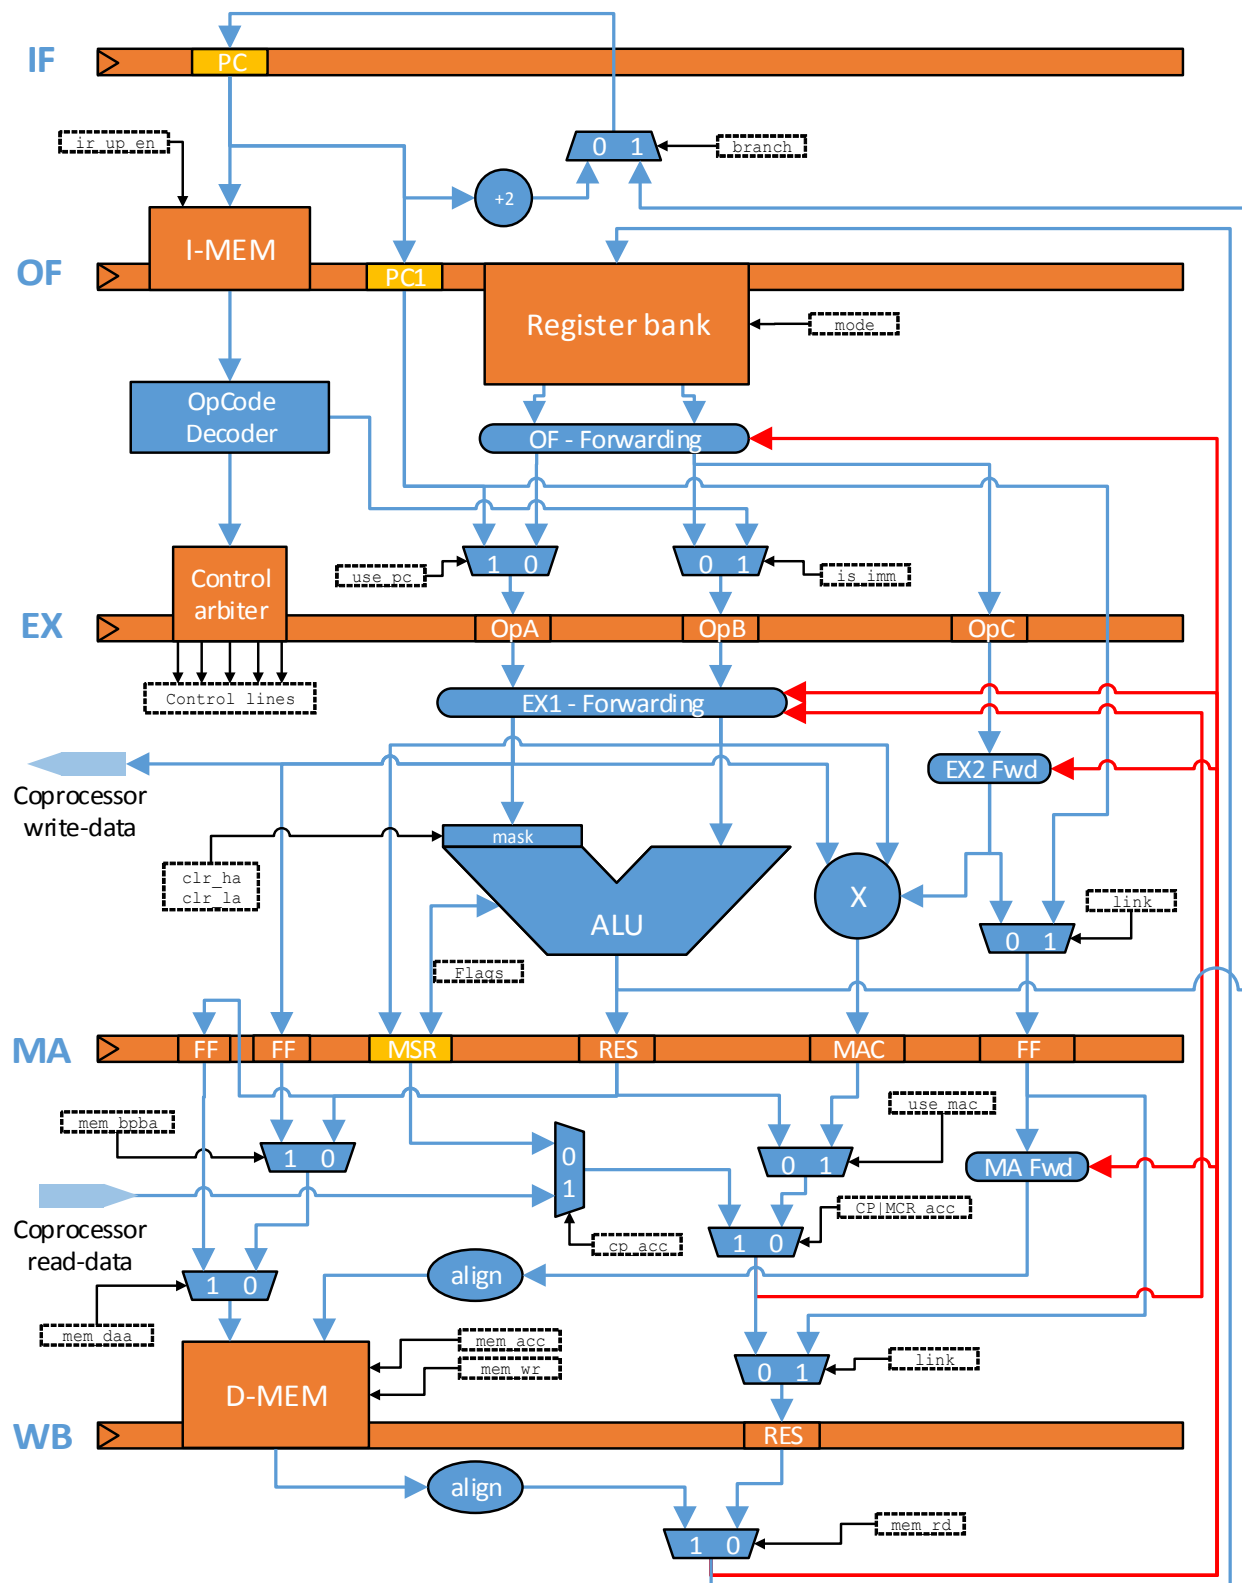 IF
PC
ir_up_en
0 1
branch
+2
I-MEM
OF
PC1
Register bank
mode
OpCode
Decoder
OF - Forwarding
Control
arbiter
use_pc
1 0
0 1
is_imm
EX
OpA
OpB
OpC
Control lines
EX1 - Forwarding
EX2 Fwd
Coprocessor
write-data
mask
clr_ha
clr_la
ALU
X
link
0 1
Flags
MA
FF
FF
MSR
RES
MAC
FF
mem_bpba
1 0
0
1
use_mac
0 1
MA Fwd
Coprocessor
read-data
cp_acc
CP|MCR_acc
1 0
1 0
align
mem_daa
mem_acc
mem_wr
0 1
link
D-MEM
WB
RES
align
1 0
mem_rd